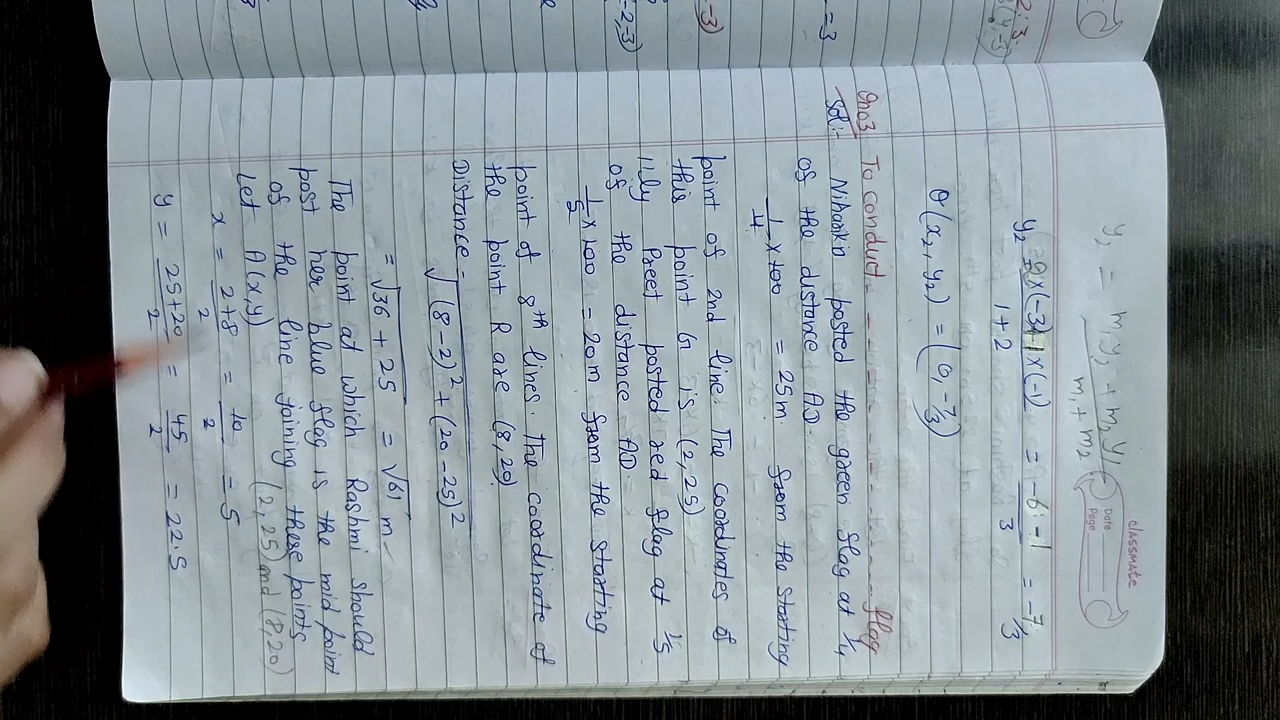 classmate
Date
Page
y2 = m1y2 + m2y1
m1 + m2
y2 = 2x(-3)+1x(-1) = -6-1 = -7/3
1+2 3
Q(x2, y2) = (0, -7/3)
Qno3 To conduct flag
Sol:- Niharika posted the green flag at 1/4
of the distance AD.
1/4 x 100 = 25m from the starting
point of 2nd line. The coordinates of
this point G is (2, 25)
lly Preet posted red flag at 1/5
of the distance AD.
1/5 x 100 = 20m from the starting
point of 8th lines. The coordinate of
the point R are (8, 20)
Distance = √(8-2)² + (20-25)²
= √36 + 25 = √61 m
The point at which Rashmi should
post her blue flag is the mid point
of the line joining these points
Let A(x,y) (2,25) and (8,20)
x = 2+8/2 = 10/2 = 5
y = 25+20/2 = 45/2 = 22.5
-2,-3)
-3)
=3